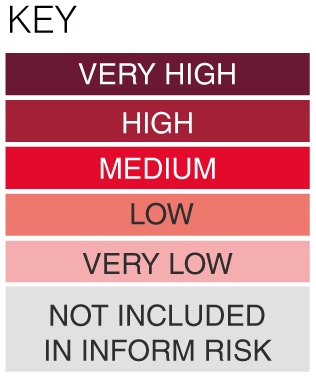 KEY
VERY HIGH
HIGH
MEDIUM
LOW
VERY LOW
NOT INCLUDED
IN INFORM RISK